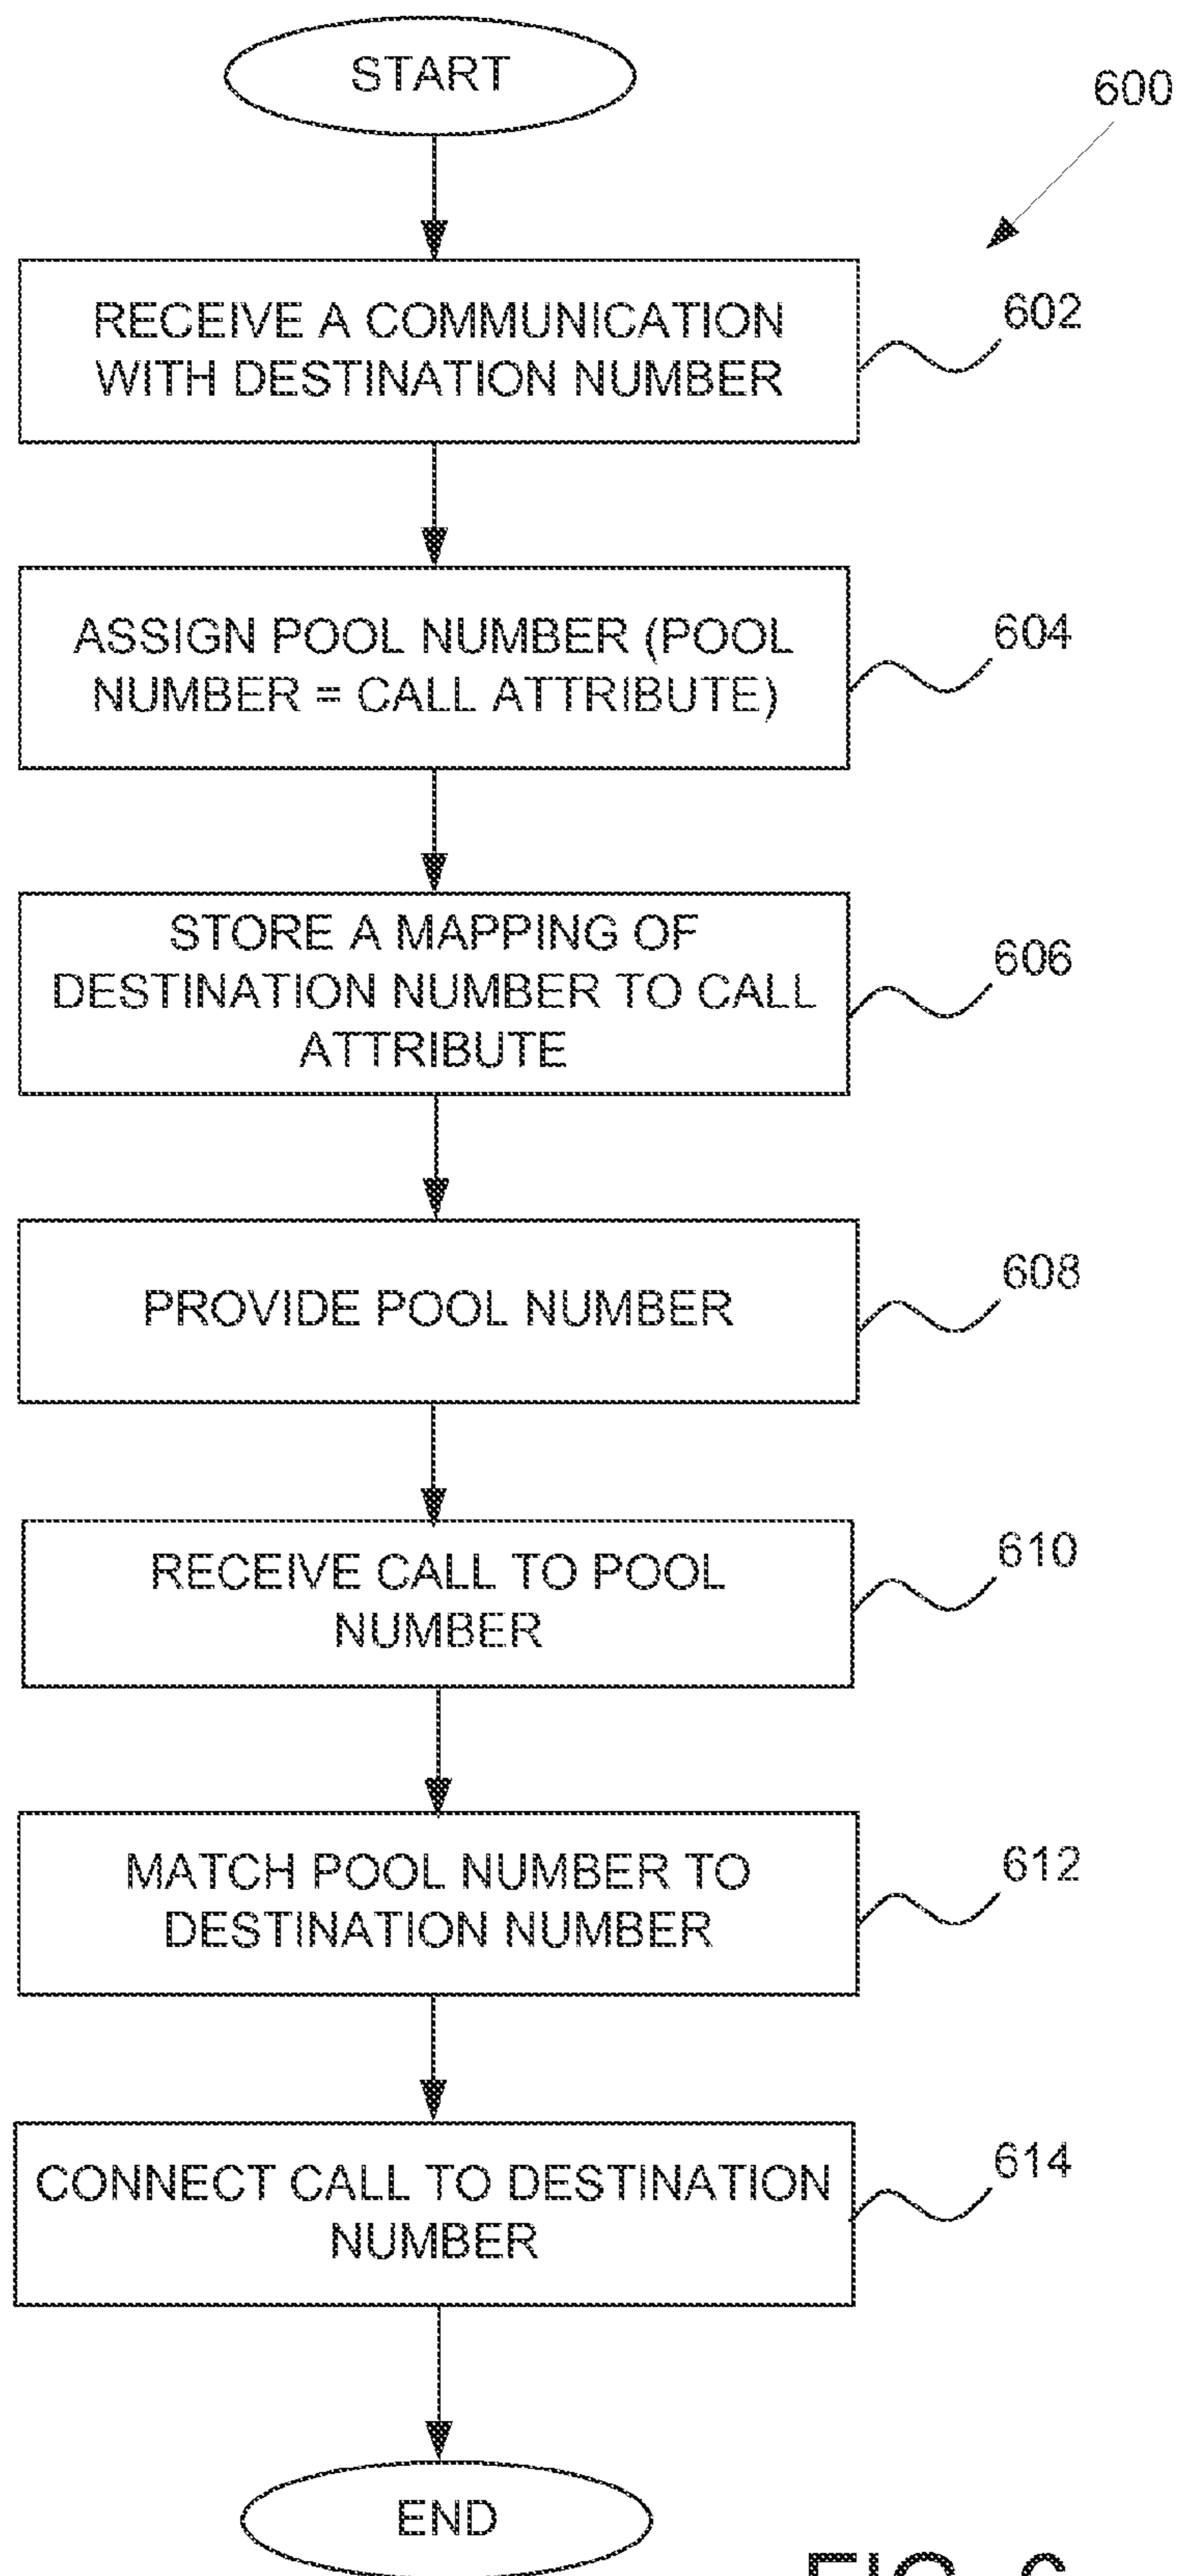 START
600
RECEIVE A COMMUNICATION
WITH DESTINATION NUMBER
602
ASSIGN POOL NUMBER (POOL
NUMBER = CALL ATTRIBUTE)
604
STORE A MAPPING OF
DESTINATION NUMBER TO CALL
ATTRIBUTE
606
PROVIDE POOL NUMBER
608
RECEIVE CALL TO POOL
NUMBER
610
MATCH POOL NUMBER TO
DESTINATION NUMBER
612
CONNECT CALL TO DESTINATION
NUMBER
614
END
FIG. 6